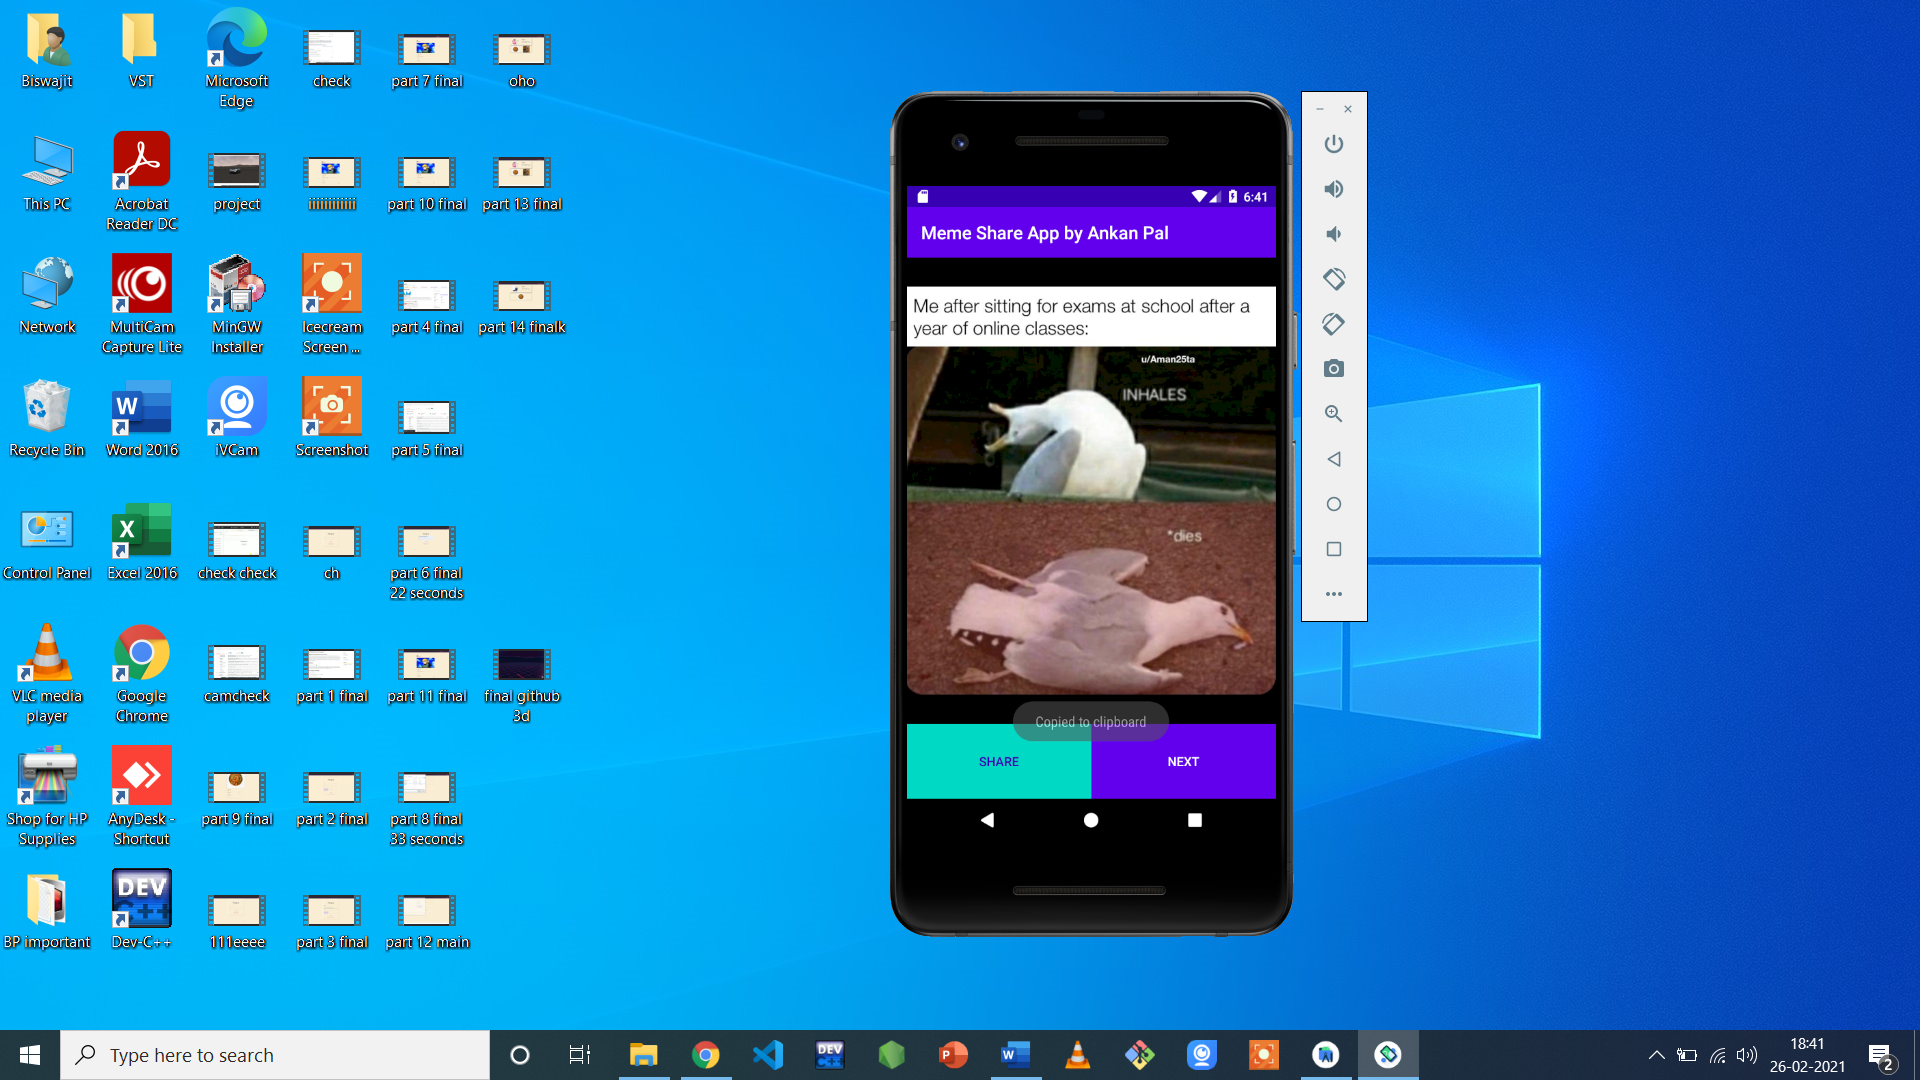 Biswajit
VST
Microsoft
Edge
check
part 7 final
oho
This PC
Acrobat
Reader DC
project
iiiiiiiiiiii
part 10 final
part 13 final
Network
MultiCam
Capture Lite
MinGW
Installer
Icecream
Screen ...
part 4 final
part 14 finalk
Recycle Bin
Word 2016
iVCam
Screenshot
part 5 final
Control Panel
Excel 2016
check check
ch
part 6 final
22 seconds
VLC media
player
Google
Chrome
camcheck
part 1 final
part 11 final
final github
3d
Shop for HP
Supplies
AnyDesk -
Shortcut
part 9 final
part 2 final
part 8 final
33 seconds
DEV
C++
BP important
Dev-C++
111eeee
part 3 final
part 12 main
6:41
Meme Share App by Ankan Pal
Me after sitting for exams at school after a
year of online classes:
u/Aman25ta
INHALES
*dies
Copied to clipboard
SHARE
NEXT
Type here to search
DEV
C++
18:41
26-02-2021
2